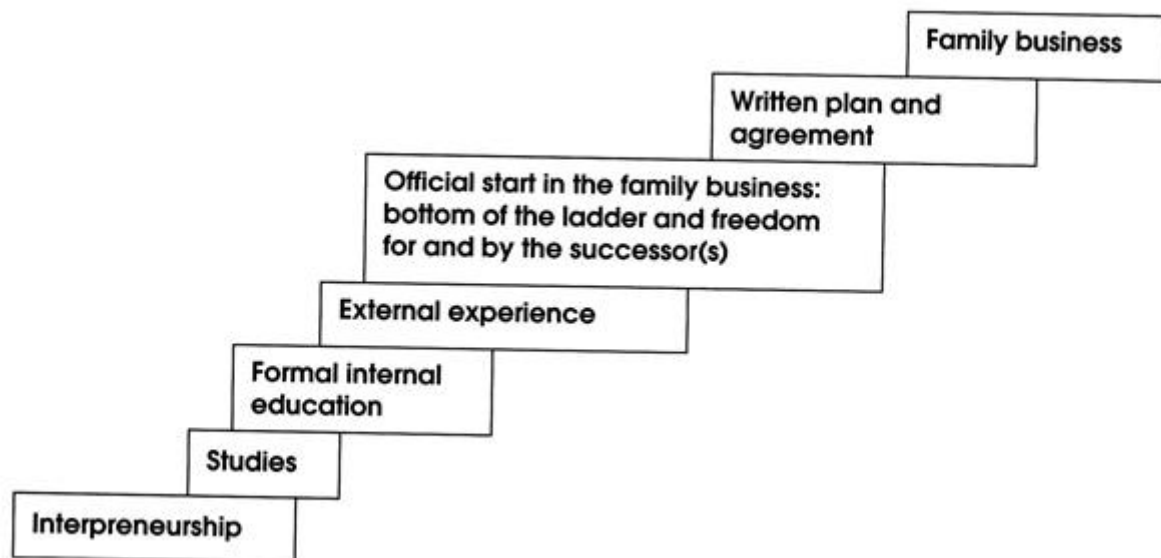 Family business
Written plan and
agreement
Official start in the family business:
bottom of the ladder and freedom
for and by the successor(s)
External experience
Formal internal
education
Studies
Interpreneurship